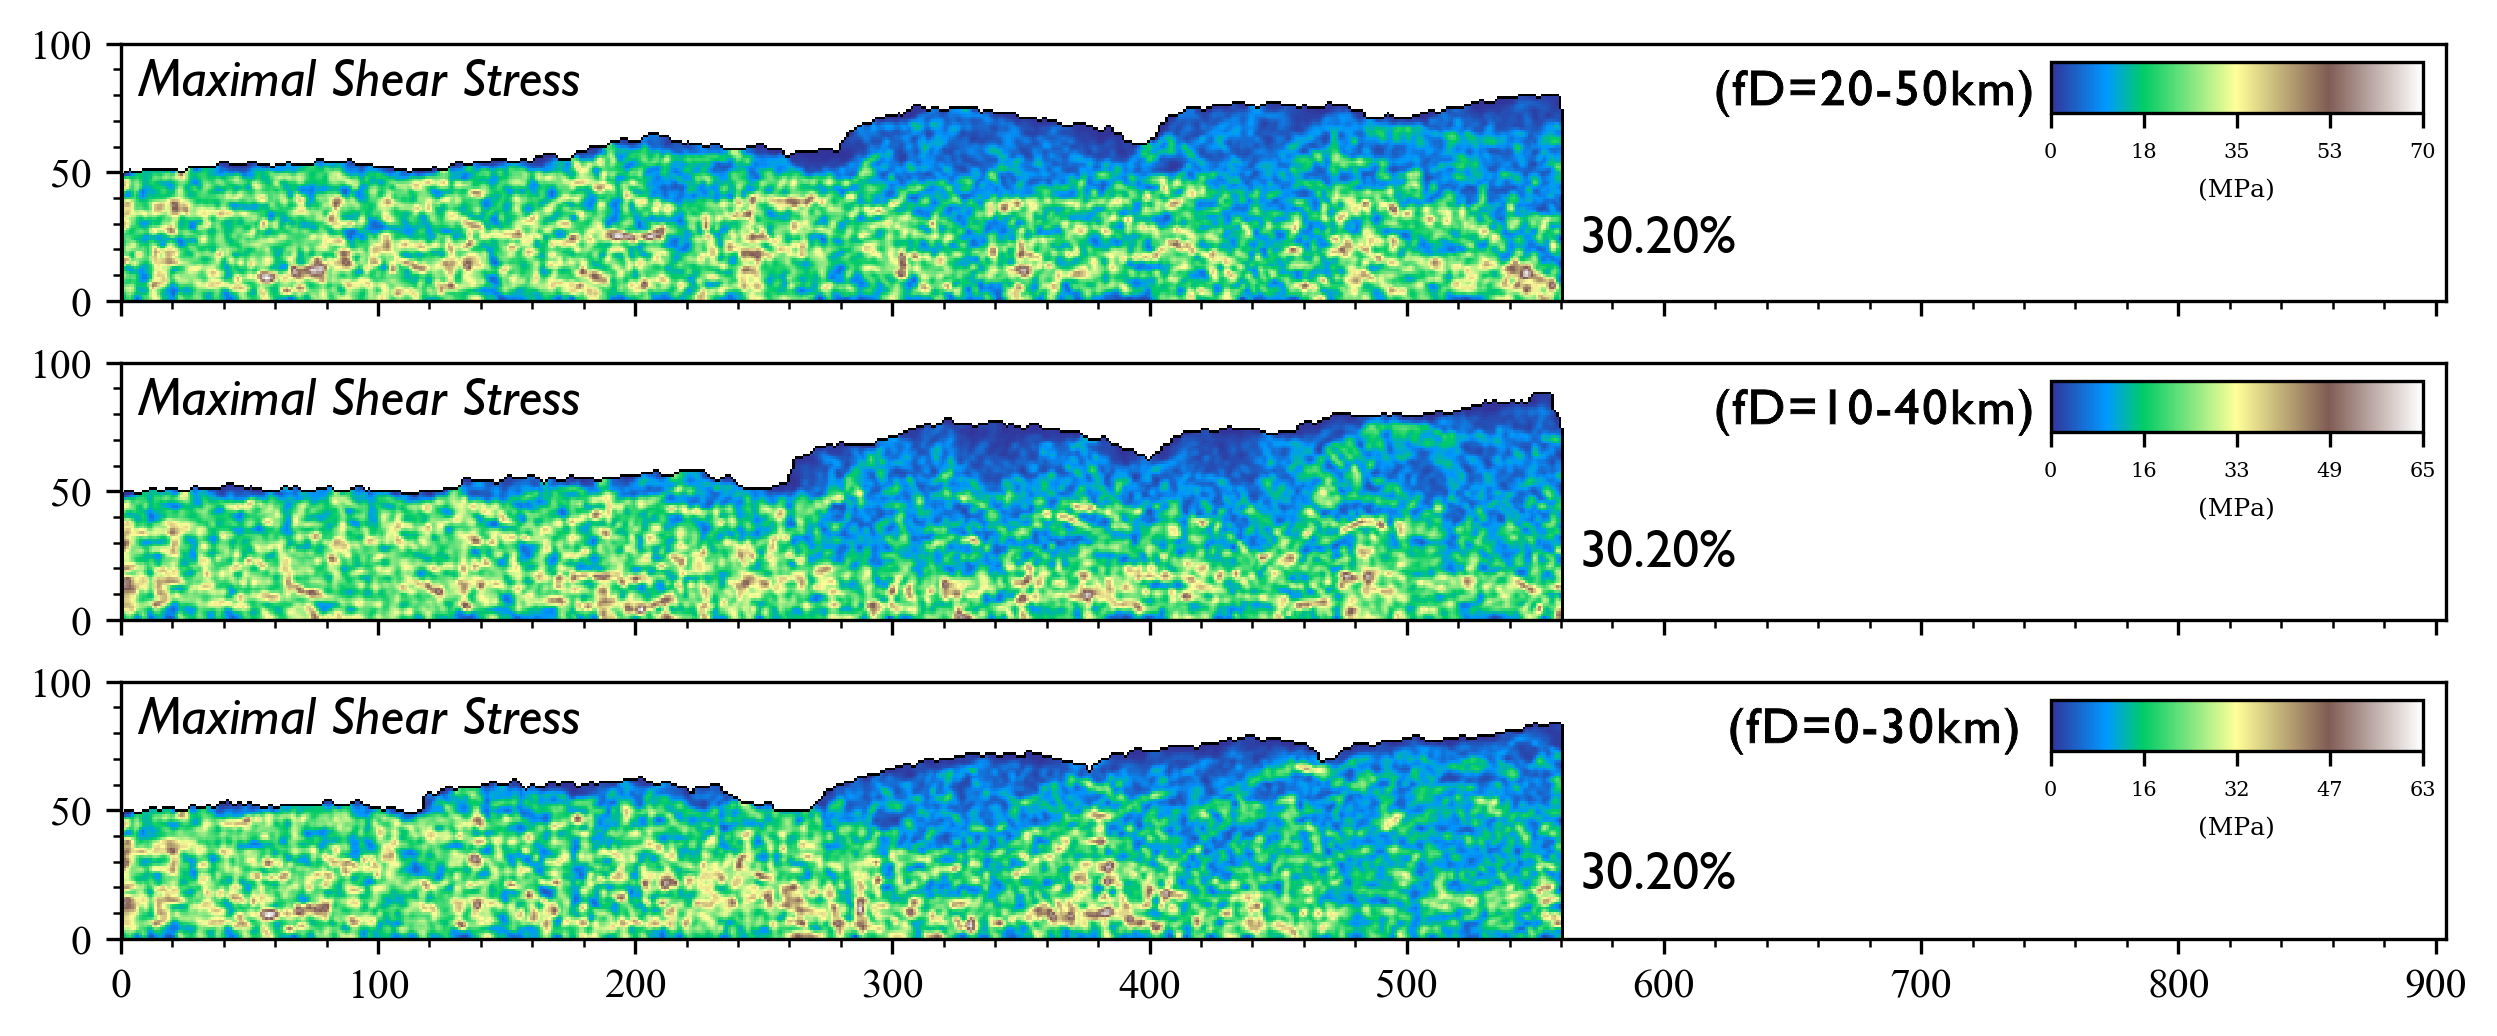 100
Maximal Shear Stress
(fD=20-50km)
0 18 35 53 70
(MPa)
50
30.20%
0
100
Maximal Shear Stress
(fD=10-40km)
0 16 33 49 65
(MPa)
50
30.20%
0
100
Maximal Shear Stress
(fD=0-30km)
0 16 32 47 63
(MPa)
50
30.20%
0
0 100 200 300 400 500 600 700 800 900